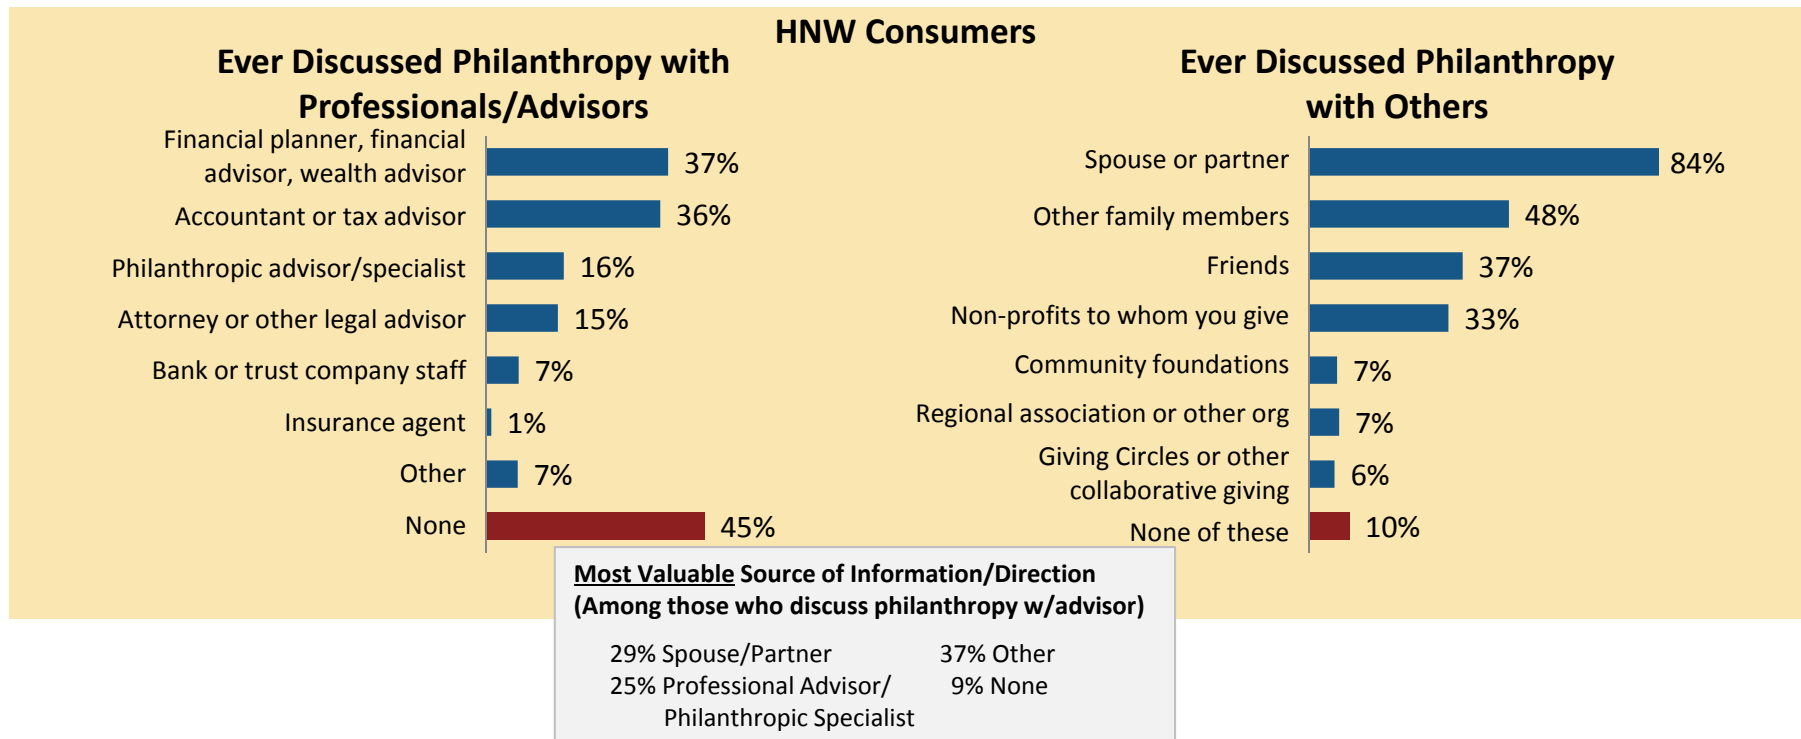 HNW Consumers
Ever Discussed Philanthropy with
Professionals/Advisors
Financial planner, financial
advisor, wealth advisor
37%
Accountant or tax advisor
36%
Philanthropic advisor/specialist
16%
Attorney or other legal advisor
15%
Bank or trust company staff
7%
Insurance agent
1%
Other
7%
None
45%
Ever Discussed Philanthropy
with Others
Spouse or partner
84%
Other family members
48%
Friends
37%
Non-profits to whom you give
33%
Community foundations
7%
Regional association or other org
7%
Giving Circles or other
collaborative giving
6%
None of these
10%
Most Valuable Source of Information/Direction
(Among those who discuss philanthropy w/advisor)
29% Spouse/Partner
25% Professional Advisor/
Philanthropic Specialist
37% Other
9% None